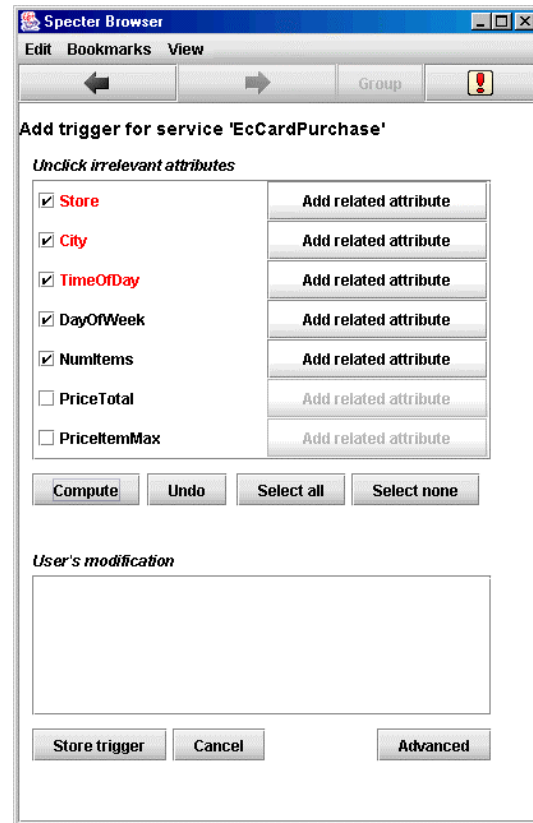 Specter Browser
Edit Bookmarks View
Group
Add trigger for service 'EcCardPurchase'
Unclick irrelevant attributes
Store Add related attribute
City Add related attribute
TimeOfDay Add related attribute
DayOfWeek Add related attribute
NumItems Add related attribute
PriceTotal Add related attribute
PriceItemMax Add related attribute
Compute Undo Select all Select none
User's modification
Store trigger Cancel Advanced